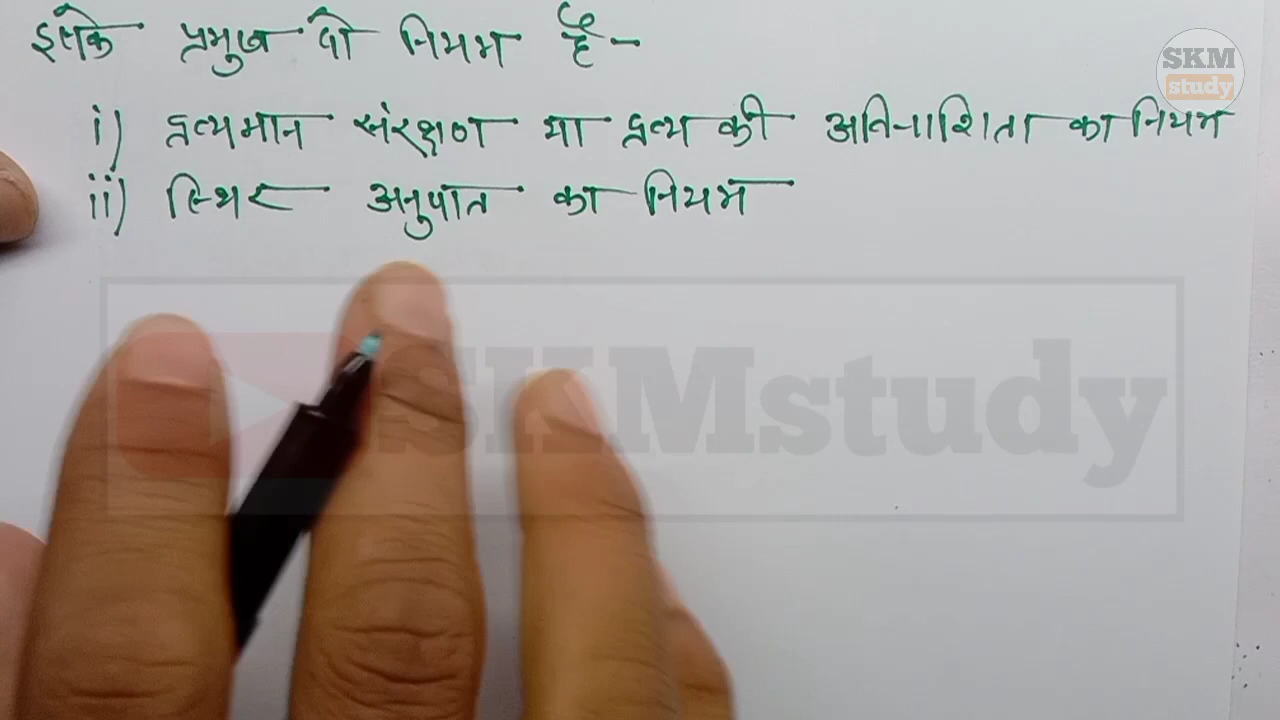 इसके प्रमुख दो नियम हैं-
SKM
study
i) द्रव्यमान संरक्षण या द्रव्य की अविनाशिता का नियम
ii) स्थिर अनुपात का नियम
SKMstudy